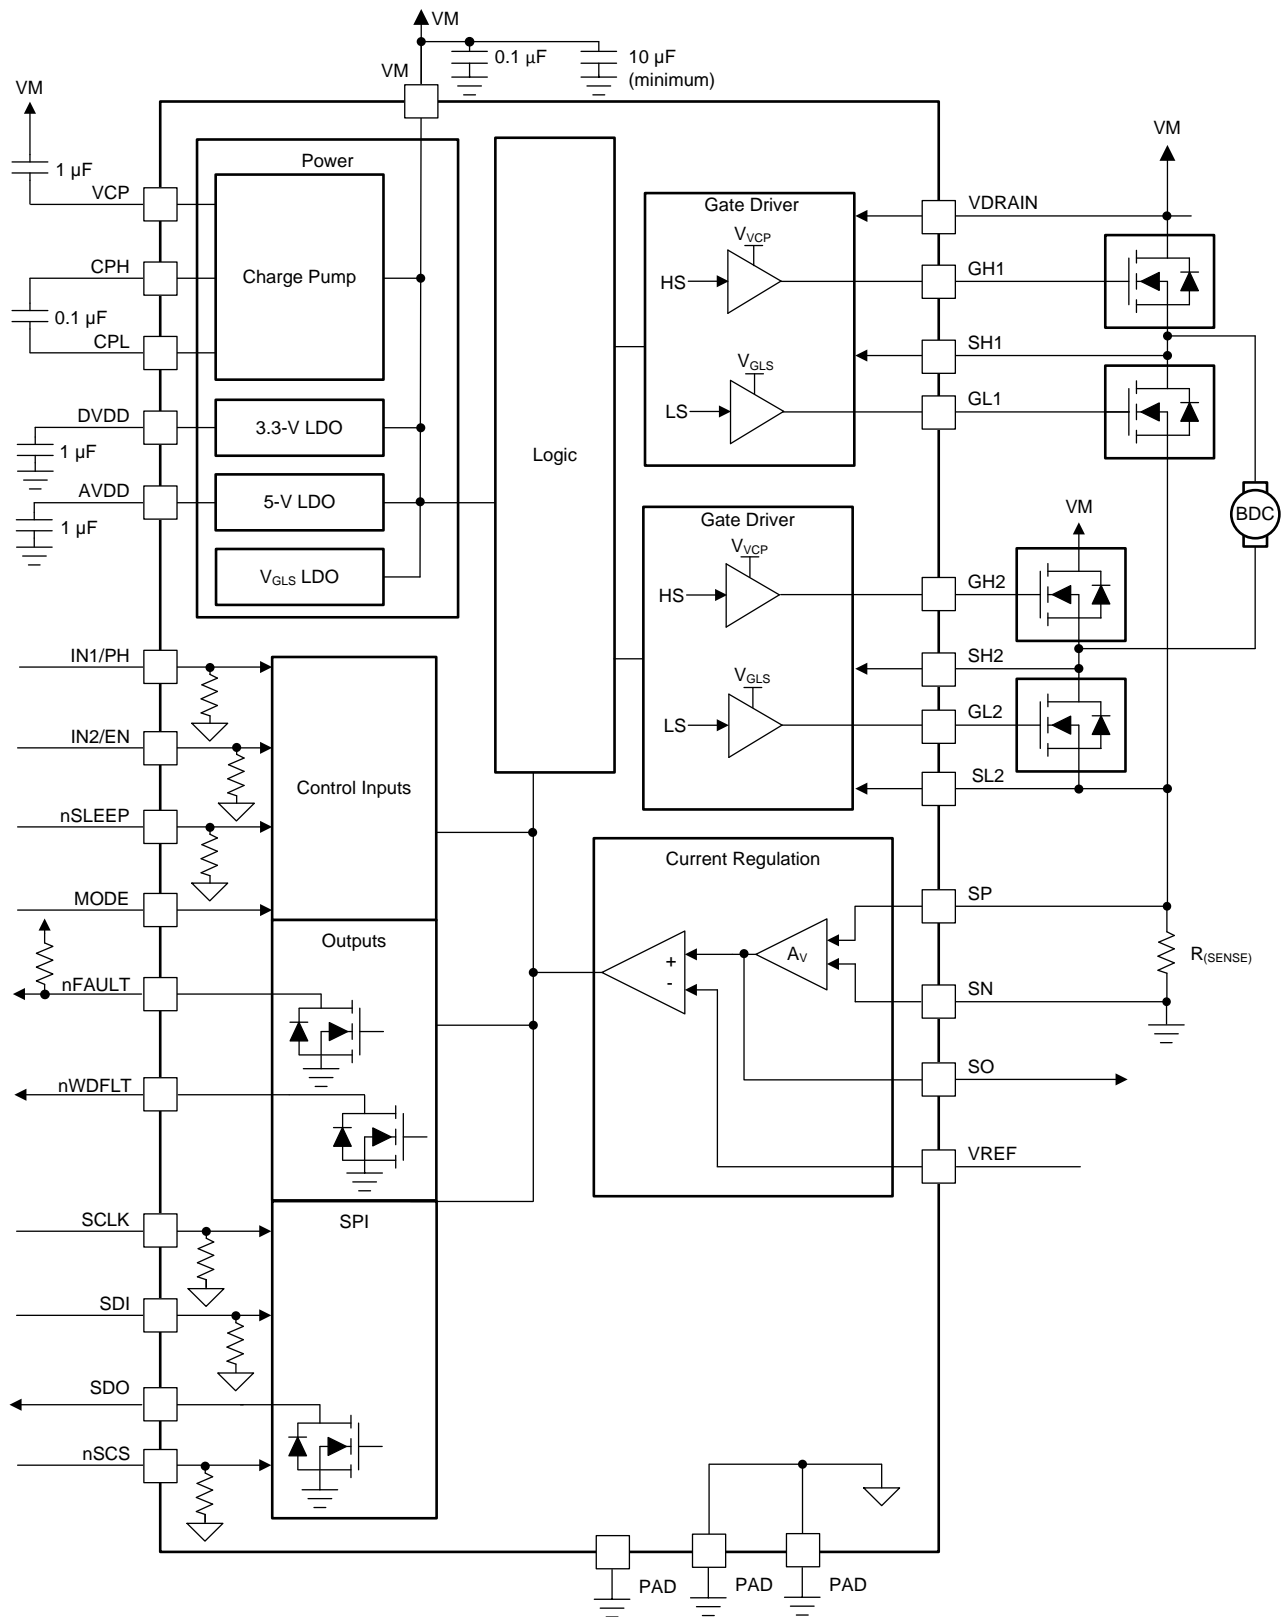 VM
0.1 µF
10 µF
(minimum)
VM
VM
1 µF
VCP
Power
Charge Pump
CPH
0.1 µF
CPL
DVDD
1 µF
3.3-V LDO
AVDD
1 µF
5-V LDO
VGLS LDO
Logic
Gate Driver
VVCP
HS
VGLS
LS
VM
VDRAIN
GH1
SH1
GL1
BDC
Gate Driver
VVCP
HS
VGLS
LS
VM
GH2
SH2
GL2
SL2
IN1/PH
IN2/EN
nSLEEP
MODE
Control Inputs
Outputs
nFAULT
nWDFLT
Current Regulation
AV
+
-
SP
R(SENSE)
SN
SO
VREF
SPI
SCLK
SDI
SDO
nSCS
PAD
PAD
PAD